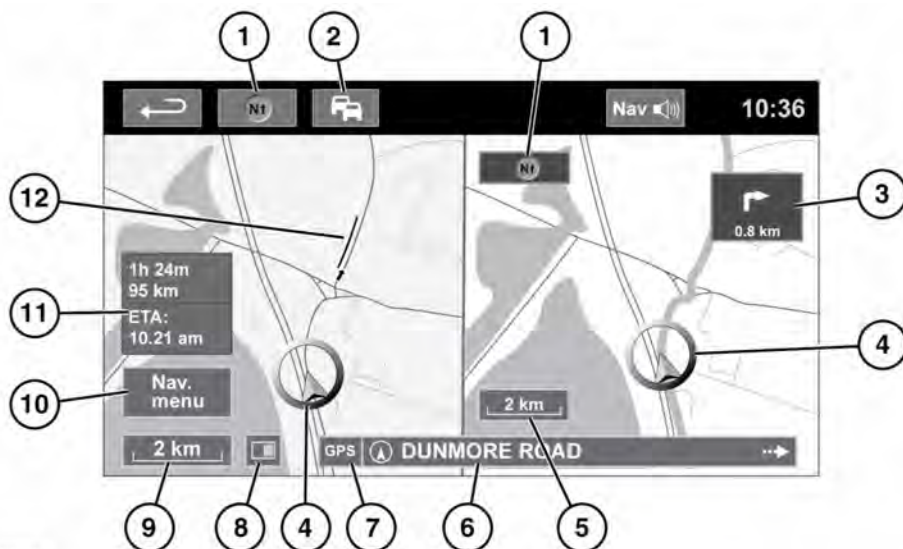 1
2
1
N↑
Nav
10:36
N↑
3
0.8 km
12
1h 24m
95 km
ETA:
10.21 am
11
4
Nav.
menu
10
2 km
2 km
GPS
DUNMORE ROAD
9
8
4
7
6
5